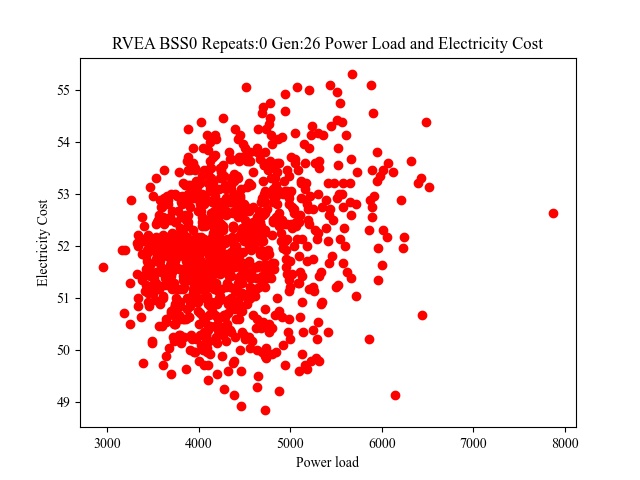 RVEA BSS0 Repeats:0 Gen:26 Power Load and Electricity Cost
55
54
53
52
51
50
49
Electricity Cost
3000 4000 5000 6000 7000 8000
Power load